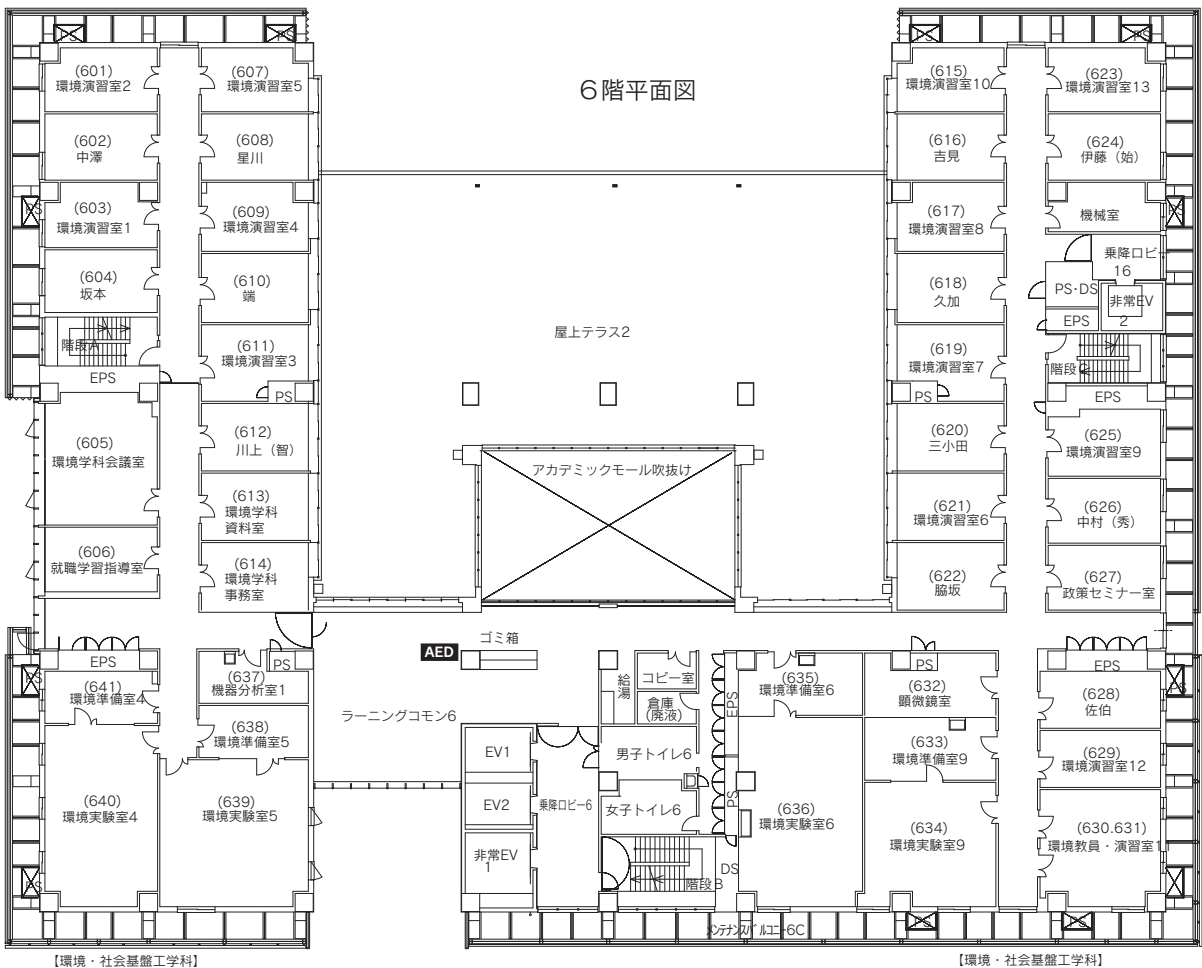 6階平面図
PS
PS
(601)
環境演習室2
(602)
中澤
PS
(603)
環境演習室1
(604)
坂本
階段A
EPS
(605)
環境学科会議室
(606)
就職学習指導室
(607)
環境演習室5
(608)
星川
(609)
環境演習室4
(610)
端
(611)
環境演習室3
PS
(612)
川上（智）
(613)
環境学科
資料室
(614)
環境学科
事務室
屋上テラス2
アカデミックモール吹抜け
PS
PS
(615)
環境演習室10
(616)
吉見
(617)
環境演習室8
(618)
久加
(619)
環境演習室7
PS
(620)
三小田
(621)
環境演習室6
(622)
脇坂
(623)
環境演習室13
(624)
伊藤（始）
機械室
PS
乗降ロビー
16
PS・DS
非常EV
2
EPS
階段C
EPS
(625)
環境演習室9
(626)
中村（秀）
(627)
政策セミナー室
EPS
PS
(641)
環境準備室4
(637)
機器分析室1
PS
(638)
環境準備室5
(640)
環境実験室4
(639)
環境実験室5
PS
AED
ゴミ箱
ラーニングコモン6
給湯
コピー室
倉庫
(廃液)
EPS
EV1
EV2
非常EV
1
乗降ロビー6
男子トイレ6
女子トイレ6
PS
階段B
DS
(635)
環境準備室6
(636)
環境実験室6
PS
(632)
顕微鏡室
(633)
環境準備室9
(634)
環境実験室9
EPS
PS
(628)
佐伯
(629)
環境演習室12
(630.631)
環境教員・演習室1
PS
PS
PS
メンテナンスバルコニー6C
【環境・社会基盤工学科】
【環境・社会基盤工学科】